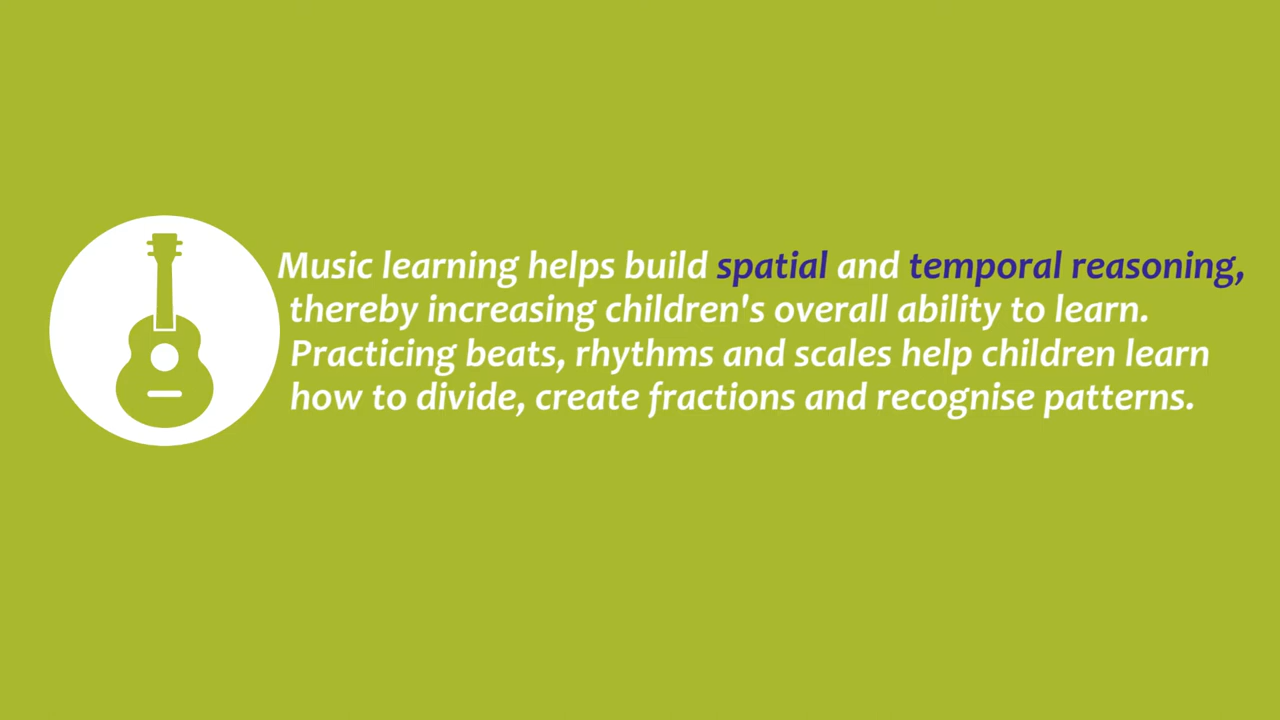 Music learning helps build spatial and temporal reasoning,
thereby increasing children's overall ability to learn.
Practicing beats, rhythms and scales help children learn
how to divide, create fractions and recognise patterns.